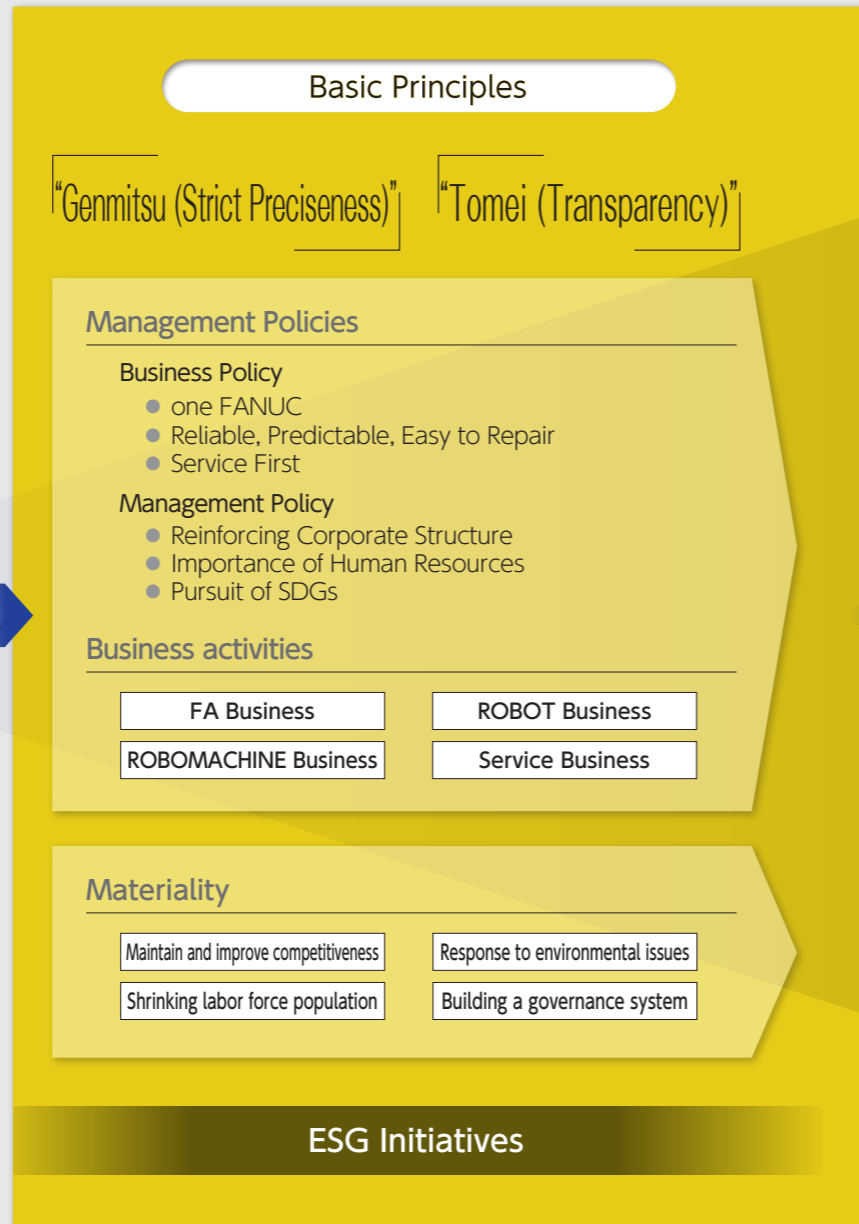 Basic Principles
“Genmitsu (Strict Preciseness)” “Tomei (Transparency)”
Management Policies
Business Policy
● one FANUC
● Reliable, Predictable, Easy to Repair
● Service First
Management Policy
● Reinforcing Corporate Structure
● Importance of Human Resources
● Pursuit of SDGs
Business activities
FA Business
ROBOT Business
ROBOMACHINE Business
Service Business
Materiality
Maintain and improve competitiveness
Response to environmental issues
Shrinking labor force population
Building a governance system
ESG Initiatives